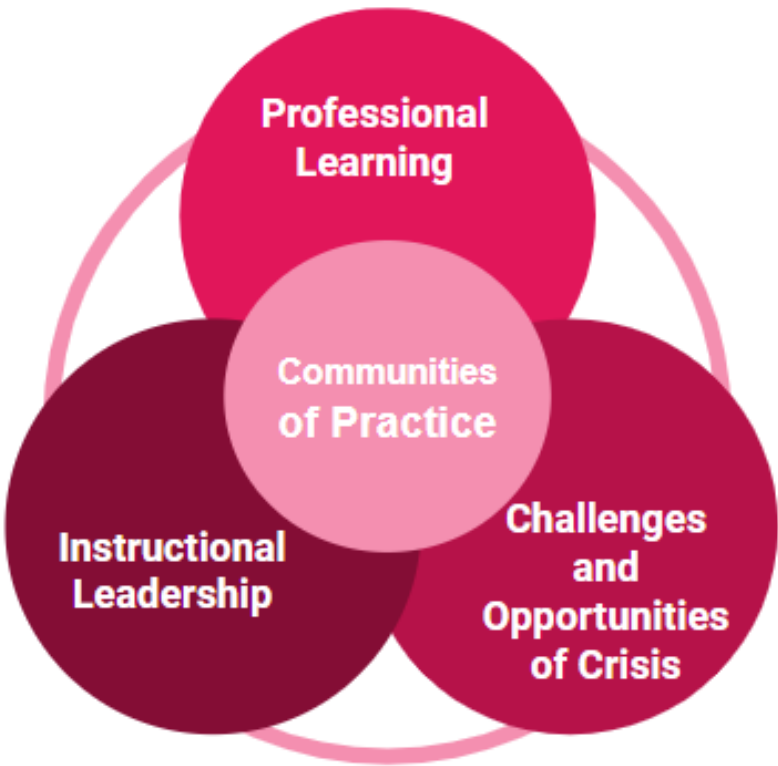 Professional
Learning
Communities
of Practice
Instructional
Leadership
Challenges
and
Opportunities
of Crisis